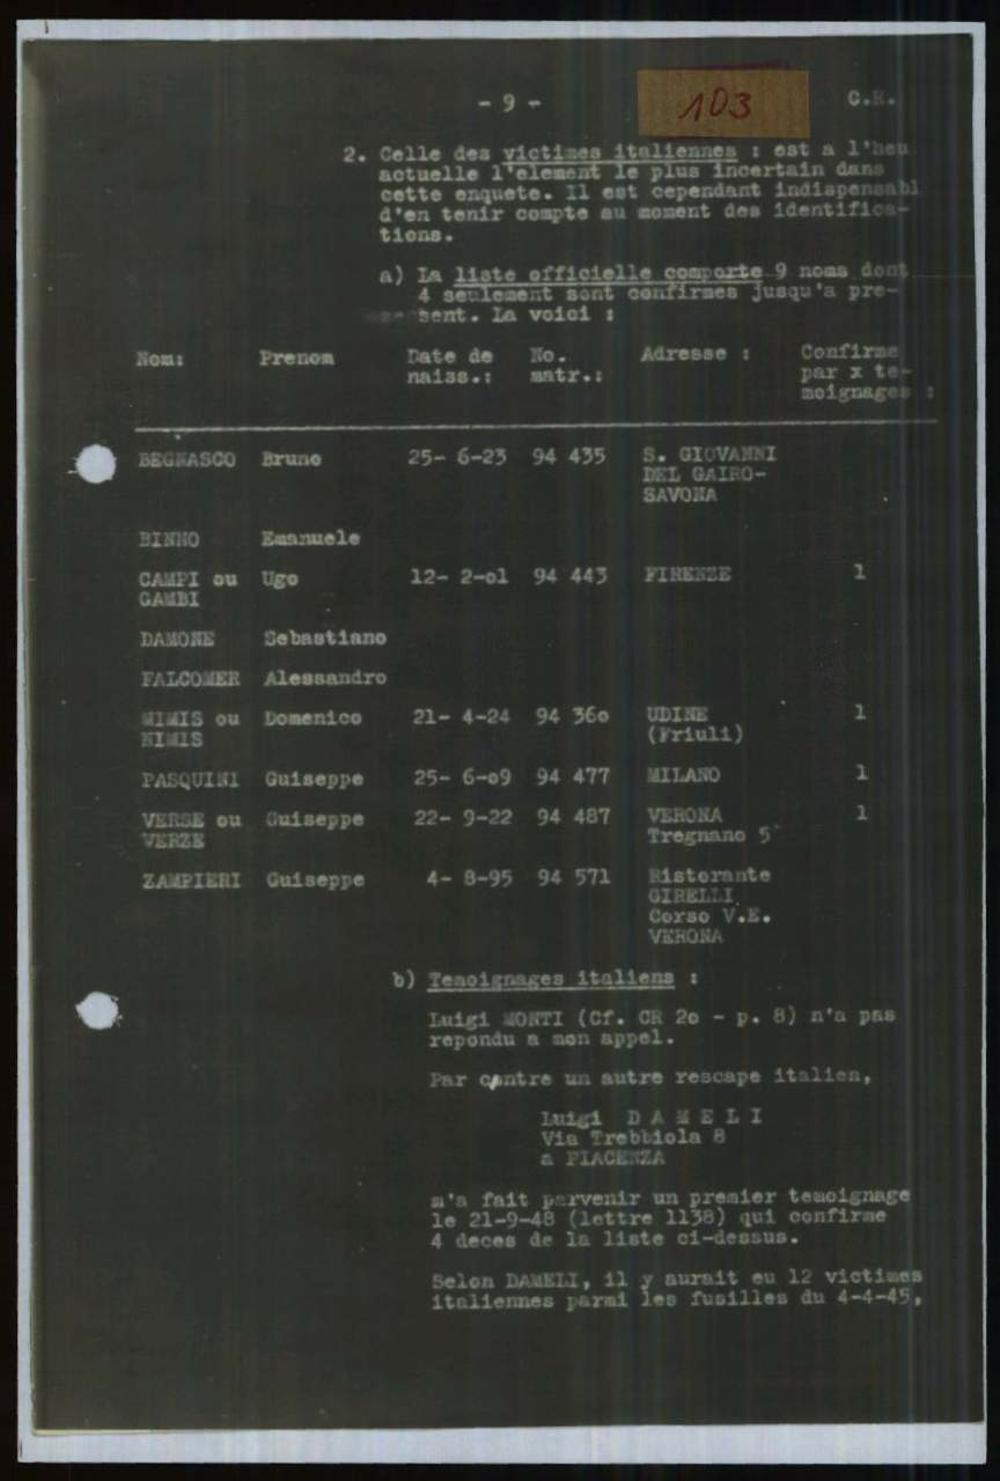 - 9 -
103
C.R.
2. Celle des victimes italiennes : est a l'heu
actuelle l'element le plus incertain dans
cette enquete. Il est cependant indispensabl
d'en tenir compte au moment des identifica-
tions.
a) La liste officielle comporte 9 noms dont
4 seulement sont confirmes jusqu'a pre-
sent. La voici :
Nom: Prenom Date de No. Adresse : Confirme
naiss.: matr.: par x te-
moignages :
BEGNASCO Bruno 25- 6-23 94 435 S. GIOVANNI
DEL GAIRO-
SAVONA
BINNO Emanuele
CAMPI ou Ugo 12- 2-o1 94 443 FIRENZE 1
GAMBI
DAMONE Sebastiano
FALCOMER Alessandro
MIMIS ou Domenico 21- 4-24 94 36o UDINE 1
NIMIS (Friuli)
PASQUINI Guiseppe 25- 6-o9 94 477 MILANO 1
VERSE ou Guiseppe 22- 9-22 94 487 VERONA 1
VERZE Tregnano 5
ZAMPIERI Guiseppe 4- 8-95 94 571 Ristorante
GIRELLI
Corso V.E.
VERONA
b) Temoignages italiens :
Luigi MONTI (Cf. CR 2o - p. 8) n'a pas
repondu a mon appel.
Par contre un autre rescape italien,
Luigi D A M E L I
Via Trebbiola 8
a PIACENZA
m'a fait parvenir un premier temoignage
le 21-9-48 (lettre 1138) qui confirme
4 deces de la liste ci-dessus.
Selon DAMELI, il y aurait eu 12 victimes
italiennes parmi les fusilles du 4-4-45,